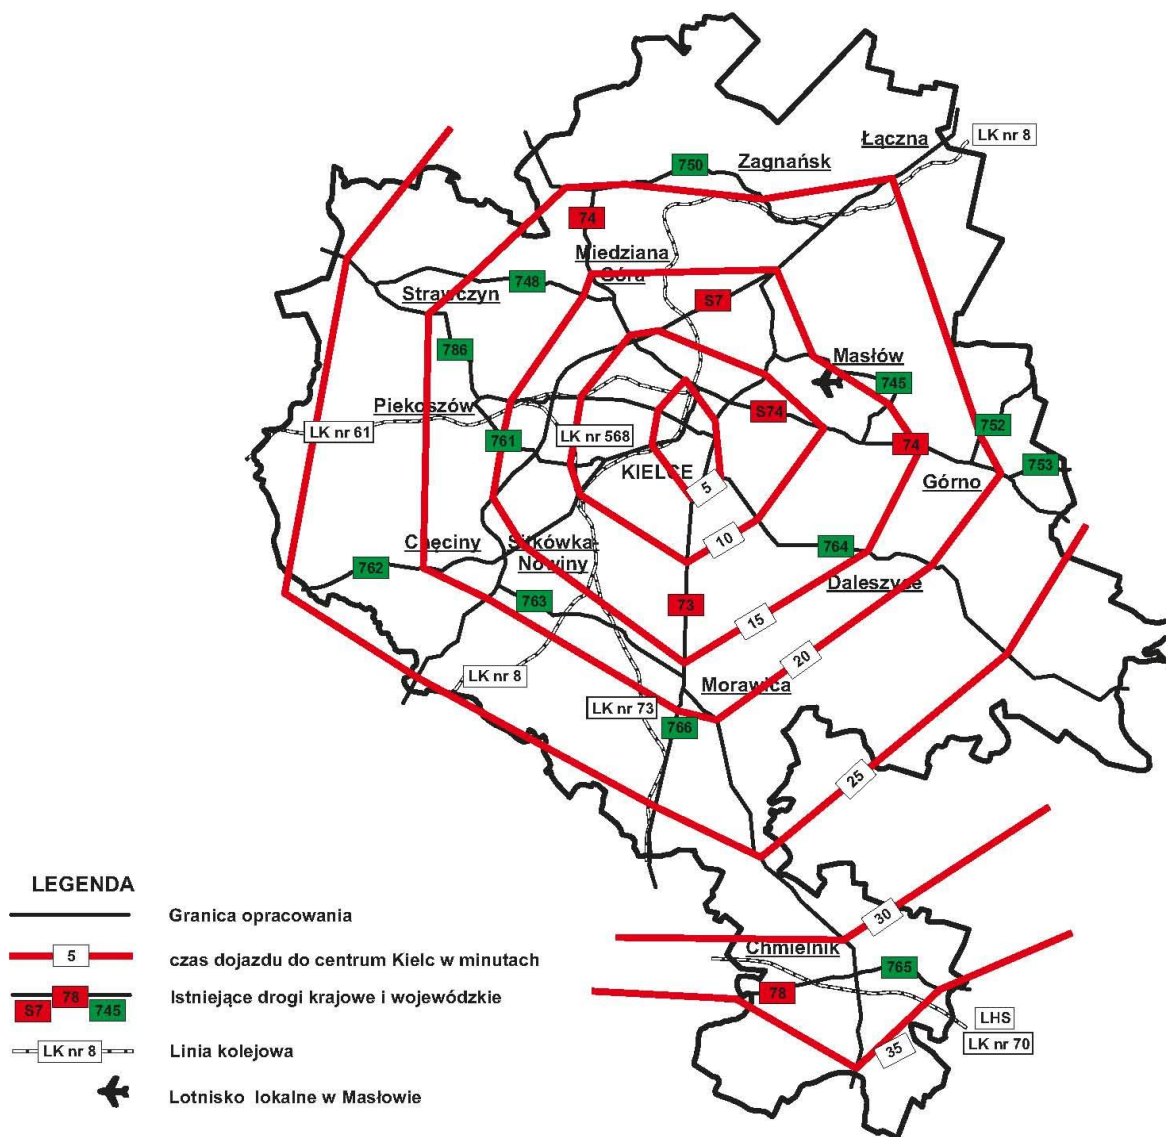 Łączna
LK nr 8
Zagnańsk
750
74
Miedziana
Góra
748
Strawczyn
S7
786
Masłów
745
Piekoszów
S74
752
LK nr 61
761
LK nr 568
74
753
KIELCE
Górno
5
10
764
Chęciny
Sitkówka-
Nowiny
762
Daleszyce
763
73
15
20
LK nr 8
Morawica
LK nr 73
766
25
LEGENDA
Granica opracowania
5
czas dojazdu do centrum Kielc w minutach
78
S7
745
Istniejące drogi krajowe i wojewódzkie
LK nr 8
Linia kolejowa
Lotnisko lokalne w Masłowie
30
Chmielnik
765
78
LHS
LK nr 70
35